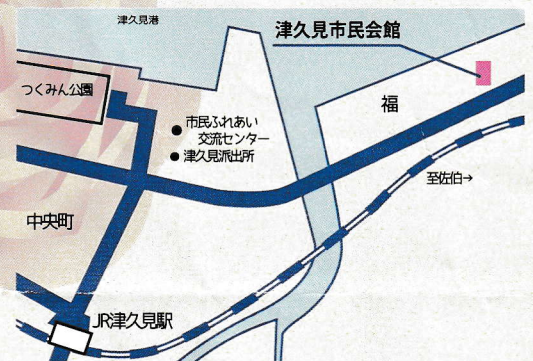 津久見港
津久見市民会館
つくみん公園
福
市民ふれあい
交流センター
津久見派出所
至佐伯→
中央町
JR津久見駅